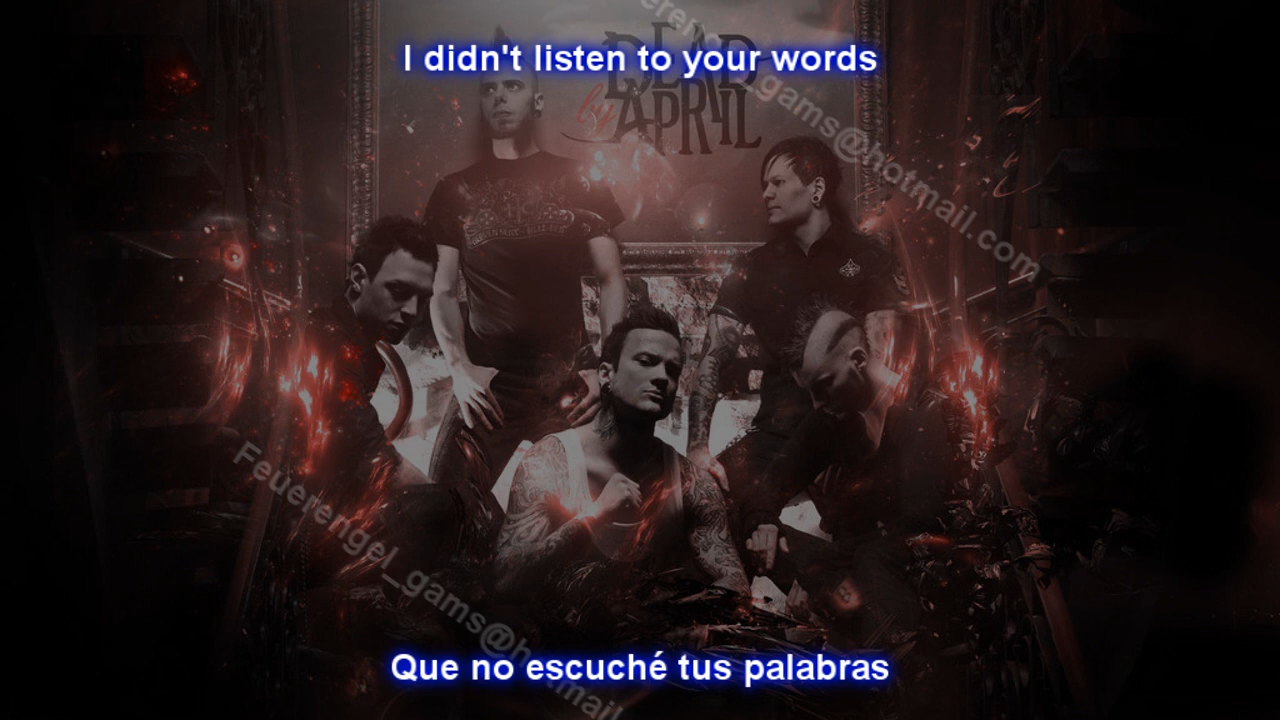 I didn't listen to your words
DEAD
by
APRIL
Feuerengel_gams@hotmail.com
Que no escuché tus palabras